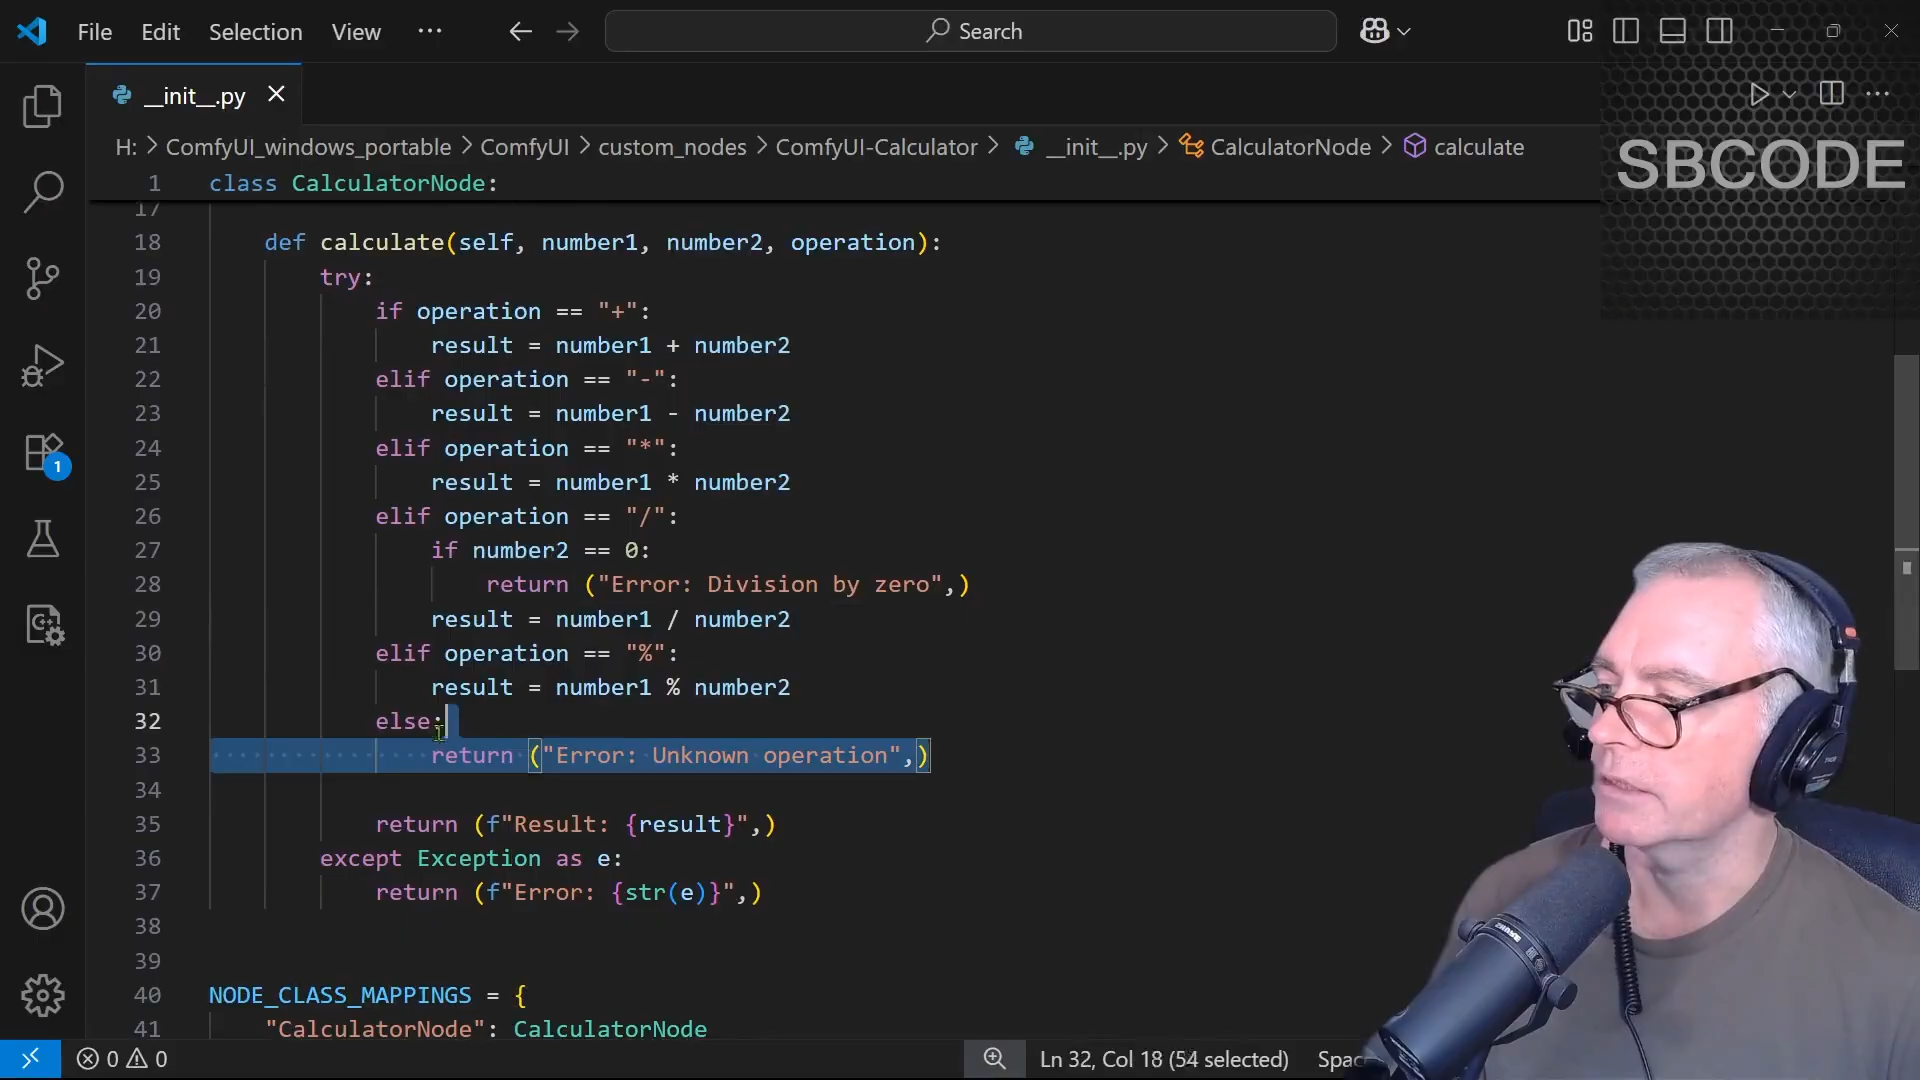 File Edit Selection View ··· Search
__init__.py
SBCODE
H: > ComfyUI_windows_portable > ComfyUI > custom_nodes > ComfyUI-Calculator > __init__.py > CalculatorNode > calculate
1 class CalculatorNode:
17
18 def calculate(self, number1, number2, operation):
19 try:
20 if operation == "+":
21 result = number1 + number2
22 elif operation == "-":
23 result = number1 - number2
24 elif operation == "*":
25 result = number1 * number2
26 elif operation == "/":
27 if number2 == 0:
28 return ("Error: Division by zero",)
29 result = number1 / number2
30 elif operation == "%":
31 result = number1 % number2
32 else:
33 return ("Error: Unknown operation",)
34
35 return (f"Result: {result}",)
36 except Exception as e:
37 return (f"Error: {str(e)}",)
38
39
40 NODE_CLASS_MAPPINGS = {
41 "CalculatorNode": CalculatorNode
1
0 0 Ln 32, Col 18 (54 selected)